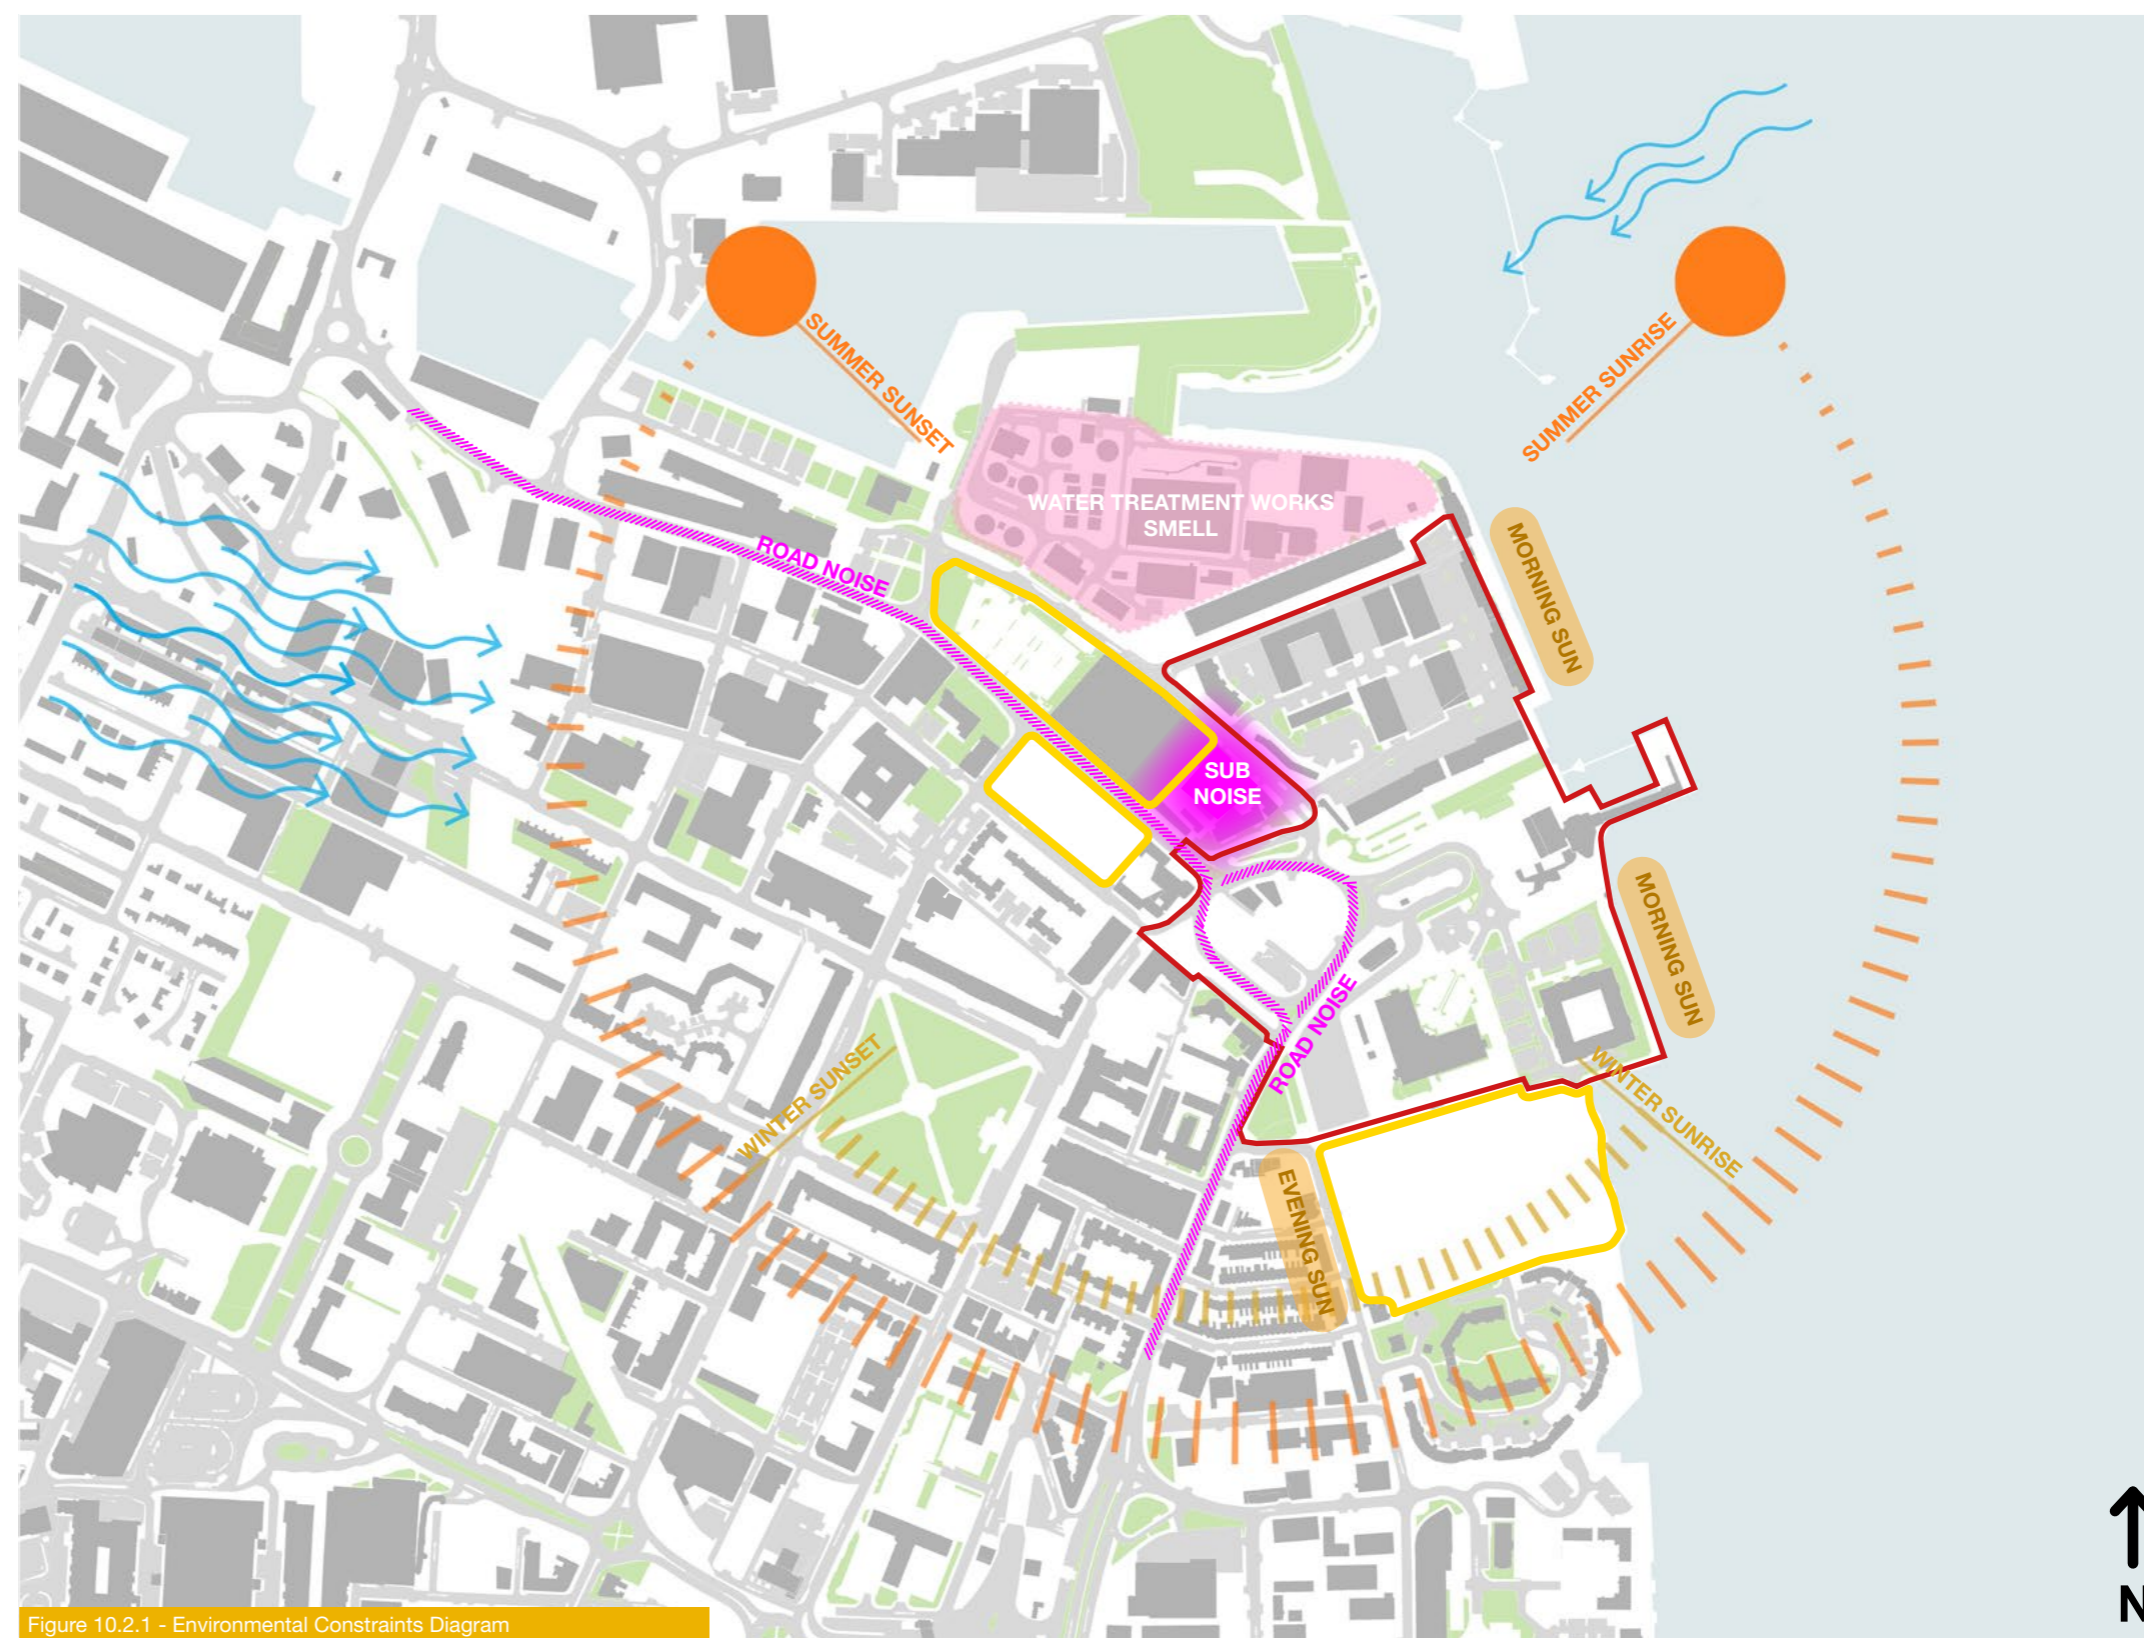 SUMMER SUNSET
SUMMER SUNRISE
WATER TREATMENT WORKS
SMELL
ROAD NOISE
MORNING SUN
SUB
NOISE
MORNING SUN
ROAD NOISE
WINTER SUNSET
WINTER SUNRISE
EVENING SUN
N
Figure 10.2.1 - Environmental Constraints Diagram